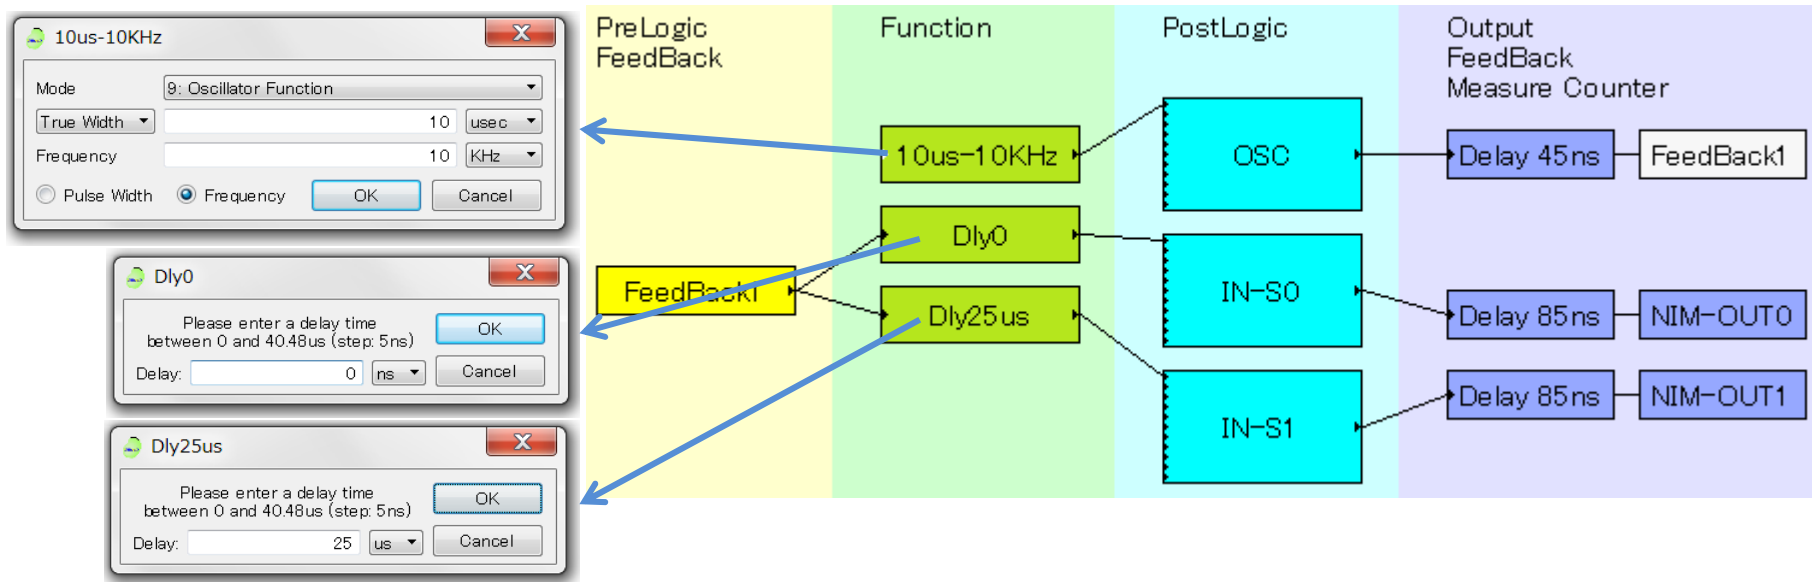 10us-10KHz
X
Mode
9: Oscillator Function
True Width
10
usec
Frequency
10
KHz
Pulse Width
Frequency
OK
Cancel
Dly0
X
Please enter a delay time
between 0 and 40.48us (step: 5ns)
OK
Delay:
0
ns
Cancel
Dly25us
X
Please enter a delay time
between 0 and 40.48us (step: 5ns)
OK
Delay:
25
us
Cancel
PreLogic
FeedBack
Function
PostLogic
Output
FeedBack
Measure Counter
10us-10KHz
OSC
Delay 45ns
FeedBack1
Dly0
FeedBack1
IN-S0
Dly25us
Delay 85ns
NIM-OUT0
IN-S1
Delay 85ns
NIM-OUT1